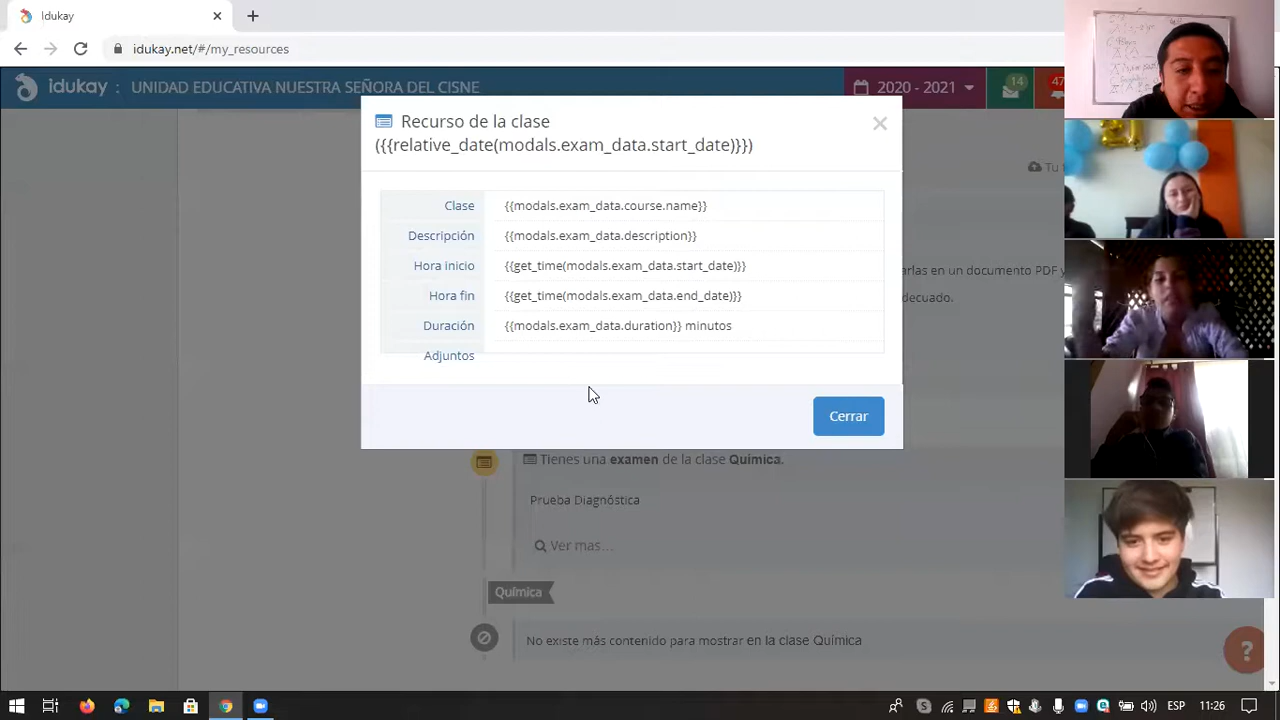 Idukay
idukay.net/#/my_resources
idukay : UNIDAD EDUCATIVA NUESTRA SEÑORA DEL CISNE
2020 - 2021
14
47
Recurso de la clase
({{relative_date(modals.exam_data.start_date)}})
Tu
Clase {{modals.exam_data.course.name}}
Descripción {{modals.exam_data.description}}
Hora inicio {{get_time(modals.exam_data.start_date)}}
arlas en un documento PDF y
Hora fin {{get_time(modals.exam_data.end_date)}}
decuado.
Duración {{modals.exam_data.duration}} minutos
Adjuntos
Cerrar
Tienes una examen de la clase Química.
Prueba Diagnóstica
Ver mas...
Química
No existe más contenido para mostrar en la clase Química
?
ESP 11:26